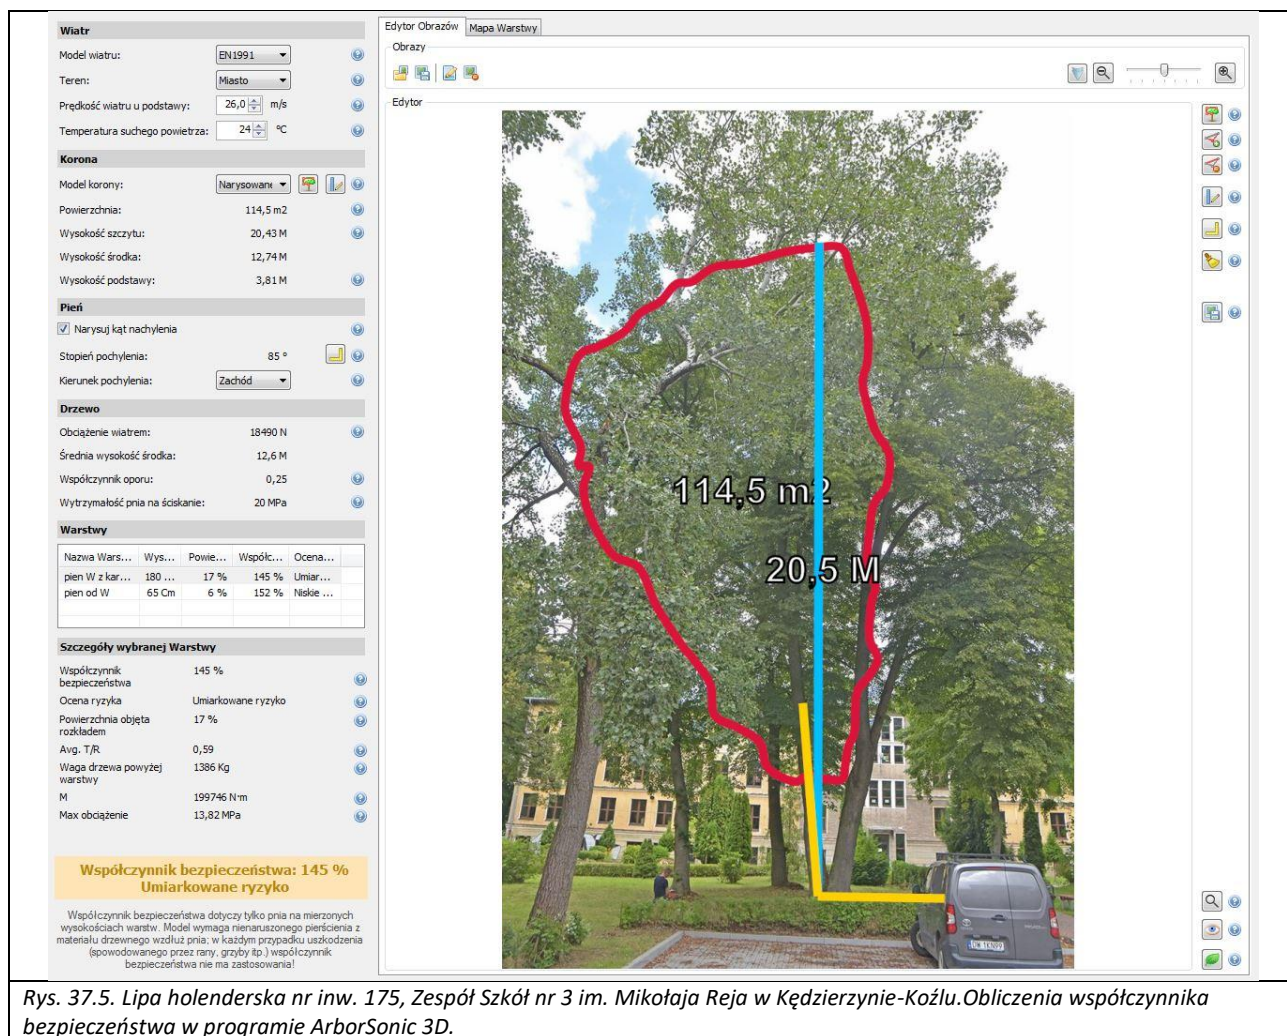 Wiatr
Model wiatru: EN1991
Teren: Miasto
Prędkość wiatru u podstawy: 26,0 m/s
Temperatura suchego powietrza: 24 °C
Korona
Model korony: Narysowane
Powierzchnia: 114,5 m2
Wysokość szczytu: 20,43 M
Wysokość środka: 12,74 M
Wysokość podstawy: 3,81 M
Pień
Narysuj kąt nachylenia
Stopień pochylenia: 85 °
Kierunek pochylenia: Zachód
Drzewo
Obciążenie wiatrem: 18490 N
Średnia wysokość środka: 12,6 M
Współczynnik oporu: 0,25
Wytrzymałość pnia na ściskanie: 20 MPa
Warstwy
Nazwa Wars... Wys... Powie... Współc... Ocena...
pien W z kar... 180 ... 17 % 145 % Umiar...
pien od W 65 Cm 6 % 152 % Niskie ...
Szczegóły wybranej Warstwy
Współczynnik 145 %
bezpieczeństwa
Ocena ryzyka Umiarkowane ryzyko
Powierzchnia objęta 17 %
rozkładem
Avg. T/R 0,59
Waga drzewa powyżej 1386 Kg
warstwy
M 199746 N·m
Max obciążenie 13,82 MPa
Współczynnik bezpieczeństwa: 145 %
Umiarkowane ryzyko
Współczynnik bezpieczeństwa dotyczy tylko pnia na mierzonych
wysokościach warstw. Model wymaga nienaruszonego pierścienia z
materiału drzewnego wzdłuż pnia; w każdym przypadku uszkodzenia
(spowodowanego przez rany, grzyby itp.) współczynnik
bezpieczeństwa nie ma zastosowania!
Edytor Obrazów Mapa Warstwy
Obrazy
Edytor
114,5 m2
20,5 M
Rys. 37.5. Lipa holenderska nr inw. 175, Zespół Szkół nr 3 im. Mikołaja Reja w Kędzierzynie-Koźlu.Obliczenia współczynnika
bezpieczeństwa w programie ArborSonic 3D.